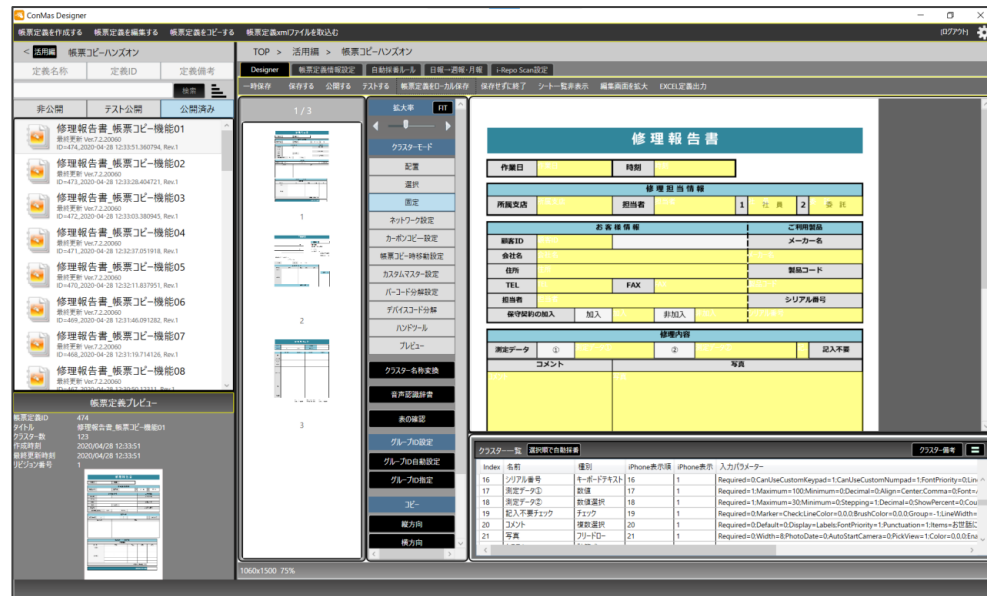 ConMas Designer
帳票定義を作成する 帳票定義を編集する 帳票定義をコピーする 帳票定義xmlファイルを取込む
ログアウト
< 活用編 帳票コピーハンズオン
定義名称 定義ID 定義備考
検索
非公開 テスト公開 公開済み
修理報告書_帳票コピー機能01
最終更新 Ver.7.2.20060
ID=474,2020-04-28 12:33:51.360794, Rev.1
修理報告書_帳票コピー機能02
最終更新 Ver.7.2.20060
ID=473,2020-04-28 12:33:28.404721, Rev.1
修理報告書_帳票コピー機能03
最終更新 Ver.7.2.20060
ID=472,2020-04-28 12:33:03.380945, Rev.1
修理報告書_帳票コピー機能04
最終更新 Ver.7.2.20060
ID=471,2020-04-28 12:32:37.051918, Rev.1
修理報告書_帳票コピー機能05
最終更新 Ver.7.2.20060
ID=470,2020-04-28 12:32:11.837951, Rev.1
修理報告書_帳票コピー機能06
最終更新 Ver.7.2.20060
ID=469,2020-04-28 12:31:46.091282, Rev.1
修理報告書_帳票コピー機能07
最終更新 Ver.7.2.20060
ID=468,2020-04-28 12:31:19.714126, Rev.1
修理報告書_帳票コピー機能08
最終更新 Ver.7.2.20060
帳票定義プレビュー
帳票定義ID 474
タイトル 修理報告書_帳票コピー機能01
クラスター数 123
作成時刻 2020/04/28 12:33:51
最終更新時刻 2020/04/28 12:33:51
リビジョン番号 1
TOP > 活用編 > 帳票コピーハンズオン
Designer 帳票定義情報設定 自動採番ルール 日報→週報・月報 i-Repo Scan設定
一時保存 保存する 公開する テストする 帳票定義をローカル保存 保存せずに終了 シート一覧非表示 編集画面を拡大 EXCEL定義出力
1 / 3
1
2
3
拡大率 FIT
クラスターモード
配置
選択
固定
ネットワーク設定
カーボンコピー設定
帳票コピー時移動設定
カスタムマスター設定
バーコード分解設定
デバイスコード分解
ハンドツール
プレビュー
クラスター名称変換
音声認識辞書
表の確認
グループID設定
グループID自動設定
グループID指定
コピー
縦方向
横方向
修理報告書
作業日 時刻
修理担当情報
所属支店 担当者 1 社 員 2 委 託
お客様情報 ご利用製品
顧客ID メーカー名
会社名
住所 製品コード
TEL FAX
担当者 シリアル番号
保守契約の加入 加入 非加入
修理内容
測定データ ① ② 記入不要
コメント 写真
クラスター一覧 選択順で自動採番 クラスター備考
Index 名前 種別 iPhone表示順 iPhone表示 入力パラメーター
16 シリアル番号 キーボードテキスト 16 1 Required=0;CanUseCustomKeypad=1;CanUseCustomNumpad=1;FontPriority=0;Lin
17 測定データ① 数値 17 1 Required=1;Maximum=100;Minimum=0;Decimal=0;Align=Center;Comma=0;Font=
18 測定データ② 数値選択 18 1 Required=1;Maximum=30;Minimum=0;Stepping=1;Decimal=0;ShowPercent=0;Cou
19 記入不要チェック チェック 19 1 Required=0;Marker=Check;LineColor=0,0,0;BrushColor=0,0,0;Group=-1;LineWidth=
20 コメント 複数選択 20 1 Required=0;Default=0;Display=Labels;FontPriority=1;Punctuation=1;Items=お世話に
21 写真 フリードロー 21 1 Required=0;Width=8;PhotoDate=0;AutoStartCamera=0;PickView=1;Color=0,0,0;Ena
1060x1500 75%